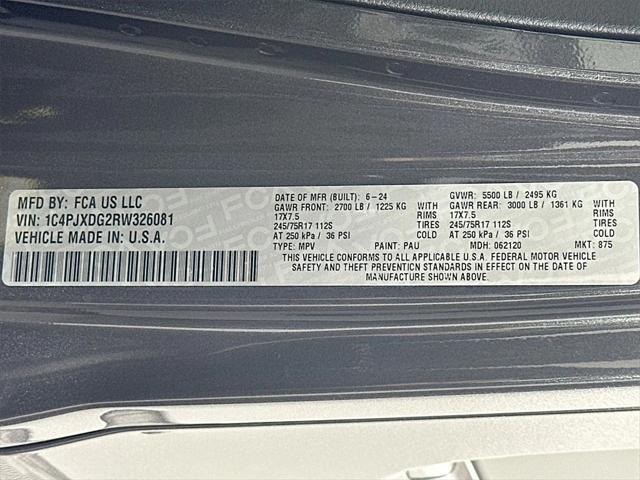 MFD BY: FCA US LLC
VIN: 1C4PJXDG2RW326081
VEHICLE MADE IN: U.S.A.
DATE OF MFR (BUILT): 6-24 GVWR: 5500 LB / 2495 KG
GAWR FRONT: 2700 LB / 1225 KG WITH GAWR REAR: 3000 LB / 1361 KG WITH
17X7.5 RIMS 17X7.5 RIMS
245/75R17 112S TIRES 245/75R17 112S TIRES
AT 250 kPa / 36 PSI COLD AT 250 kPa / 36 PSI COLD
TYPE: MPV PAINT: PAU MDH: 062120 MKT: 875
THIS VEHICLE CONFORMS TO ALL APPLICABLE U.S.A. FEDERAL MOTOR VEHICLE
SAFETY AND THEFT PREVENTION STANDARDS IN EFFECT ON THE DATE OF
MANUFACTURE SHOWN ABOVE.